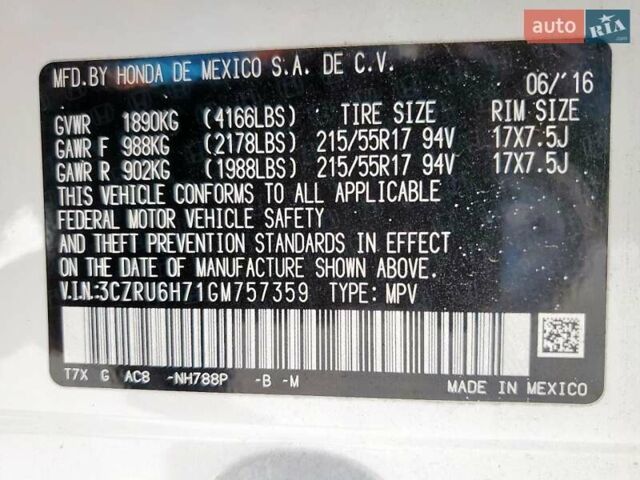 auto RIA
MFD.BY HONDA DE MEXICO S.A. DE C.V.
06/'16
GVWR 1890KG (4166LBS) TIRE SIZE RIM SIZE
GAWR F 988KG (2178LBS) 215/55R17 94V 17X7.5J
GAWR R 902KG (1988LBS) 215/55R17 94V 17X7.5J
THIS VEHICLE CONFORMS TO ALL APPLICABLE
FEDERAL MOTOR VEHICLE SAFETY
AND THEFT PREVENTION STANDARDS IN EFFECT
ON THE DATE OF MANUFACTURE SHOWN ABOVE.
V.I.N:3CZRU6H71GM757359 TYPE: MPV
T7X G AC8 -NH788P -B -M
MADE IN MEXICO